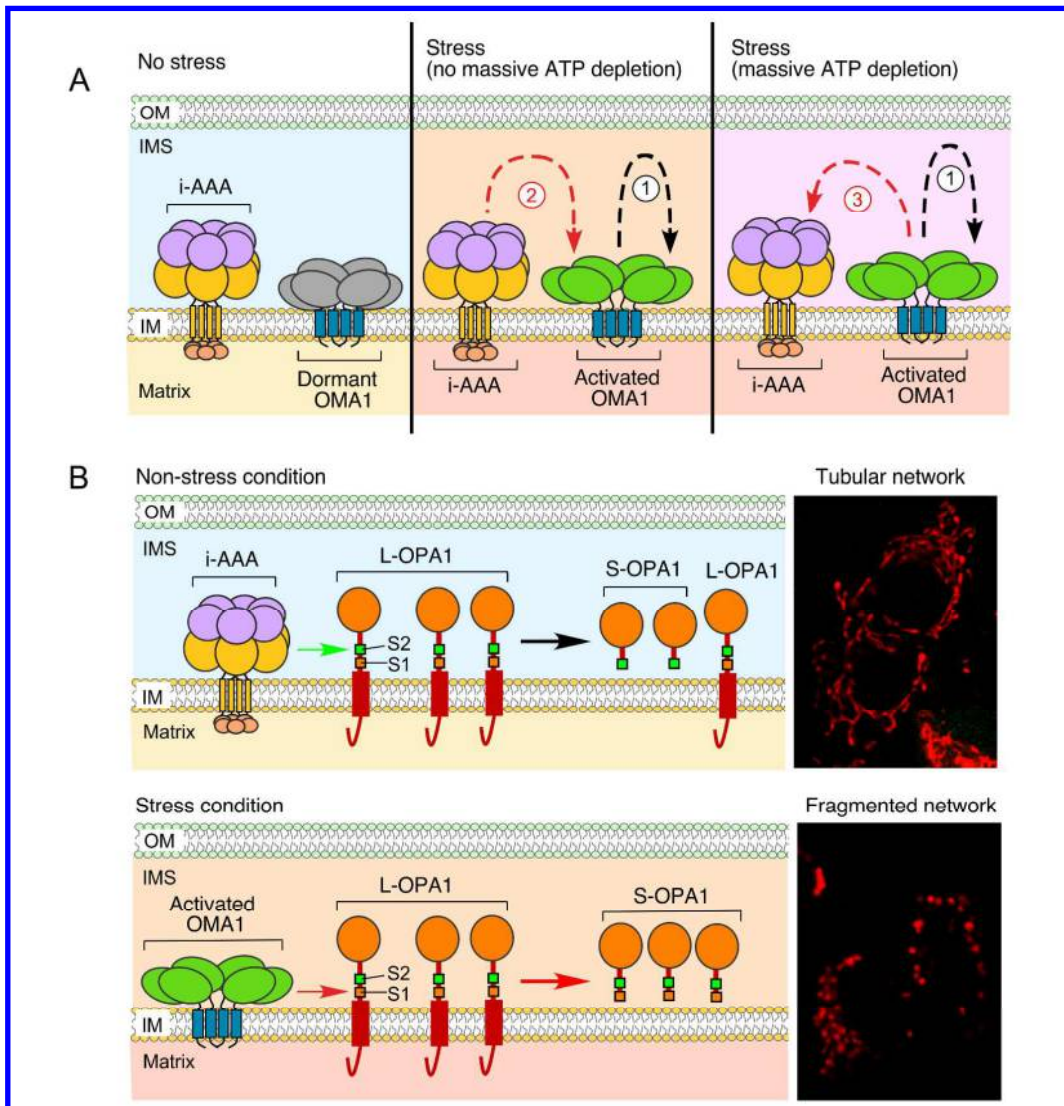 A
No stress
Stress
(no massive ATP depletion)
Stress
(massive ATP depletion)
OM
IMS
i-AAA
2
1
3
1
IM
Matrix
Dormant
OMA1
i-AAA
Activated
OMA1
i-AAA
Activated
OMA1
B
Non-stress condition
Tubular network
OM
IMS
i-AAA
L-OPA1
S-OPA1
L-OPA1
S2
S1
IM
Matrix
Stress condition
Fragmented network
OM
IMS
Activated
OMA1
L-OPA1
S-OPA1
S2
S1
IM
Matrix